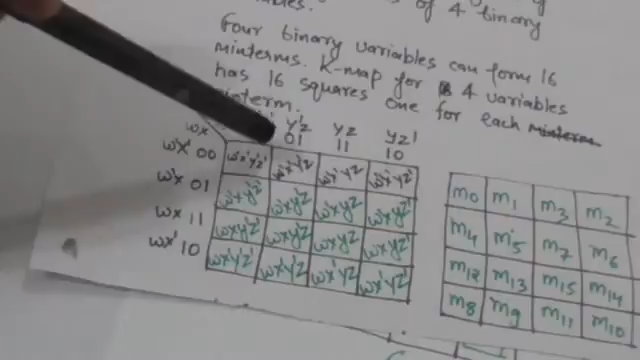 of 4 binary
Four binary variables can form 16
minterms. K-map for 4 variables
has 16 squares one for each minterm
minterm.
wx y'z yz yz'
01 11 10
w'x' 00 w'x'y'z' w'x'y'z w'x'yz w'x'yz'
w'x 01 w'xy'z' w'xy'z w'xyz w'xyz'
wx 11 wxy'z' wxy'z wxyz wxyz'
wx' 10 wx'y'z' wx'y'z wx'yz wx'yz'
m0 m1 m3 m2
m4 m5 m7 m6
m12 m13 m15 m14
m8 m9 m11 m10